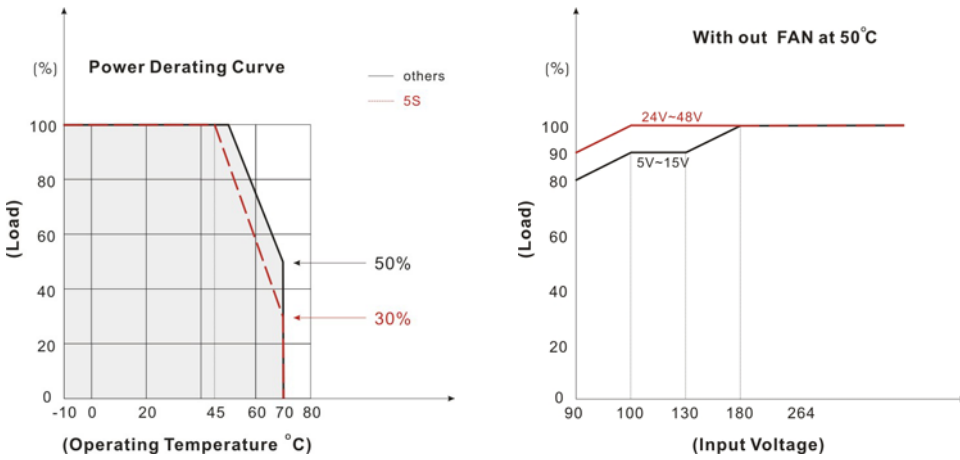 (%)
Power Derating Curve
others
5S
100
80
60
40
20
0
(Load)
50%
30%
-10 0 20 45 60 70 80
(Operating Temperature °C)
With out FAN at 50°C
(%)
24V~48V
5V~15V
100
90
80
60
40
20
0
(Load)
90 100 130 180 264
(Input Voltage)